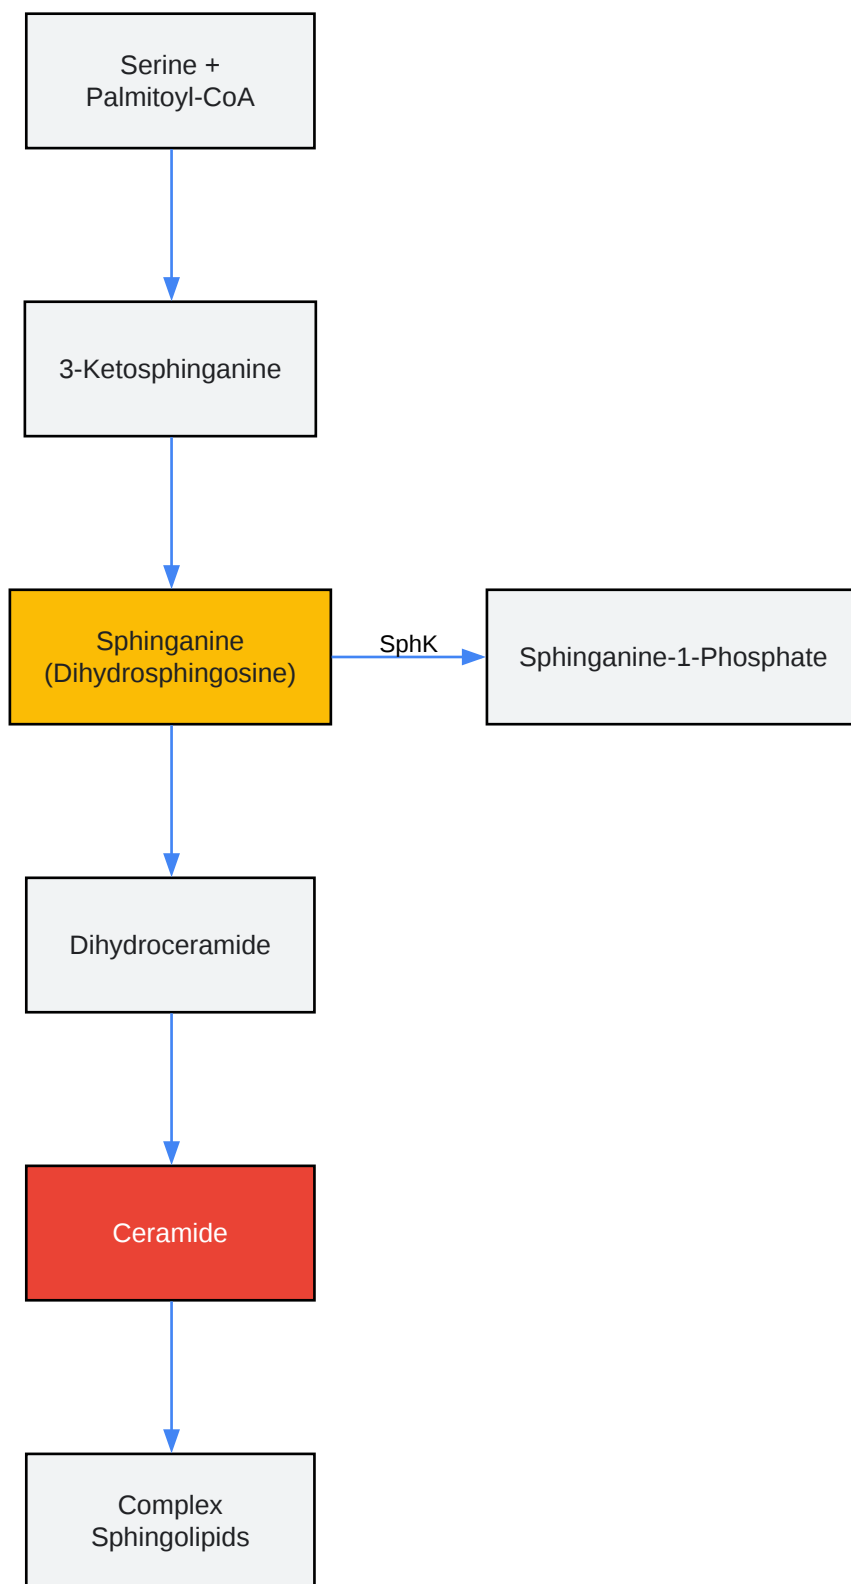 Serine +
Palmitoyl-CoA
3-Ketosphinganine
Sphinganine
(Dihydrosphingosine)
SphK
Sphinganine-1-Phosphate
Dihydroceramide
Ceramide
Complex
Sphingolipids